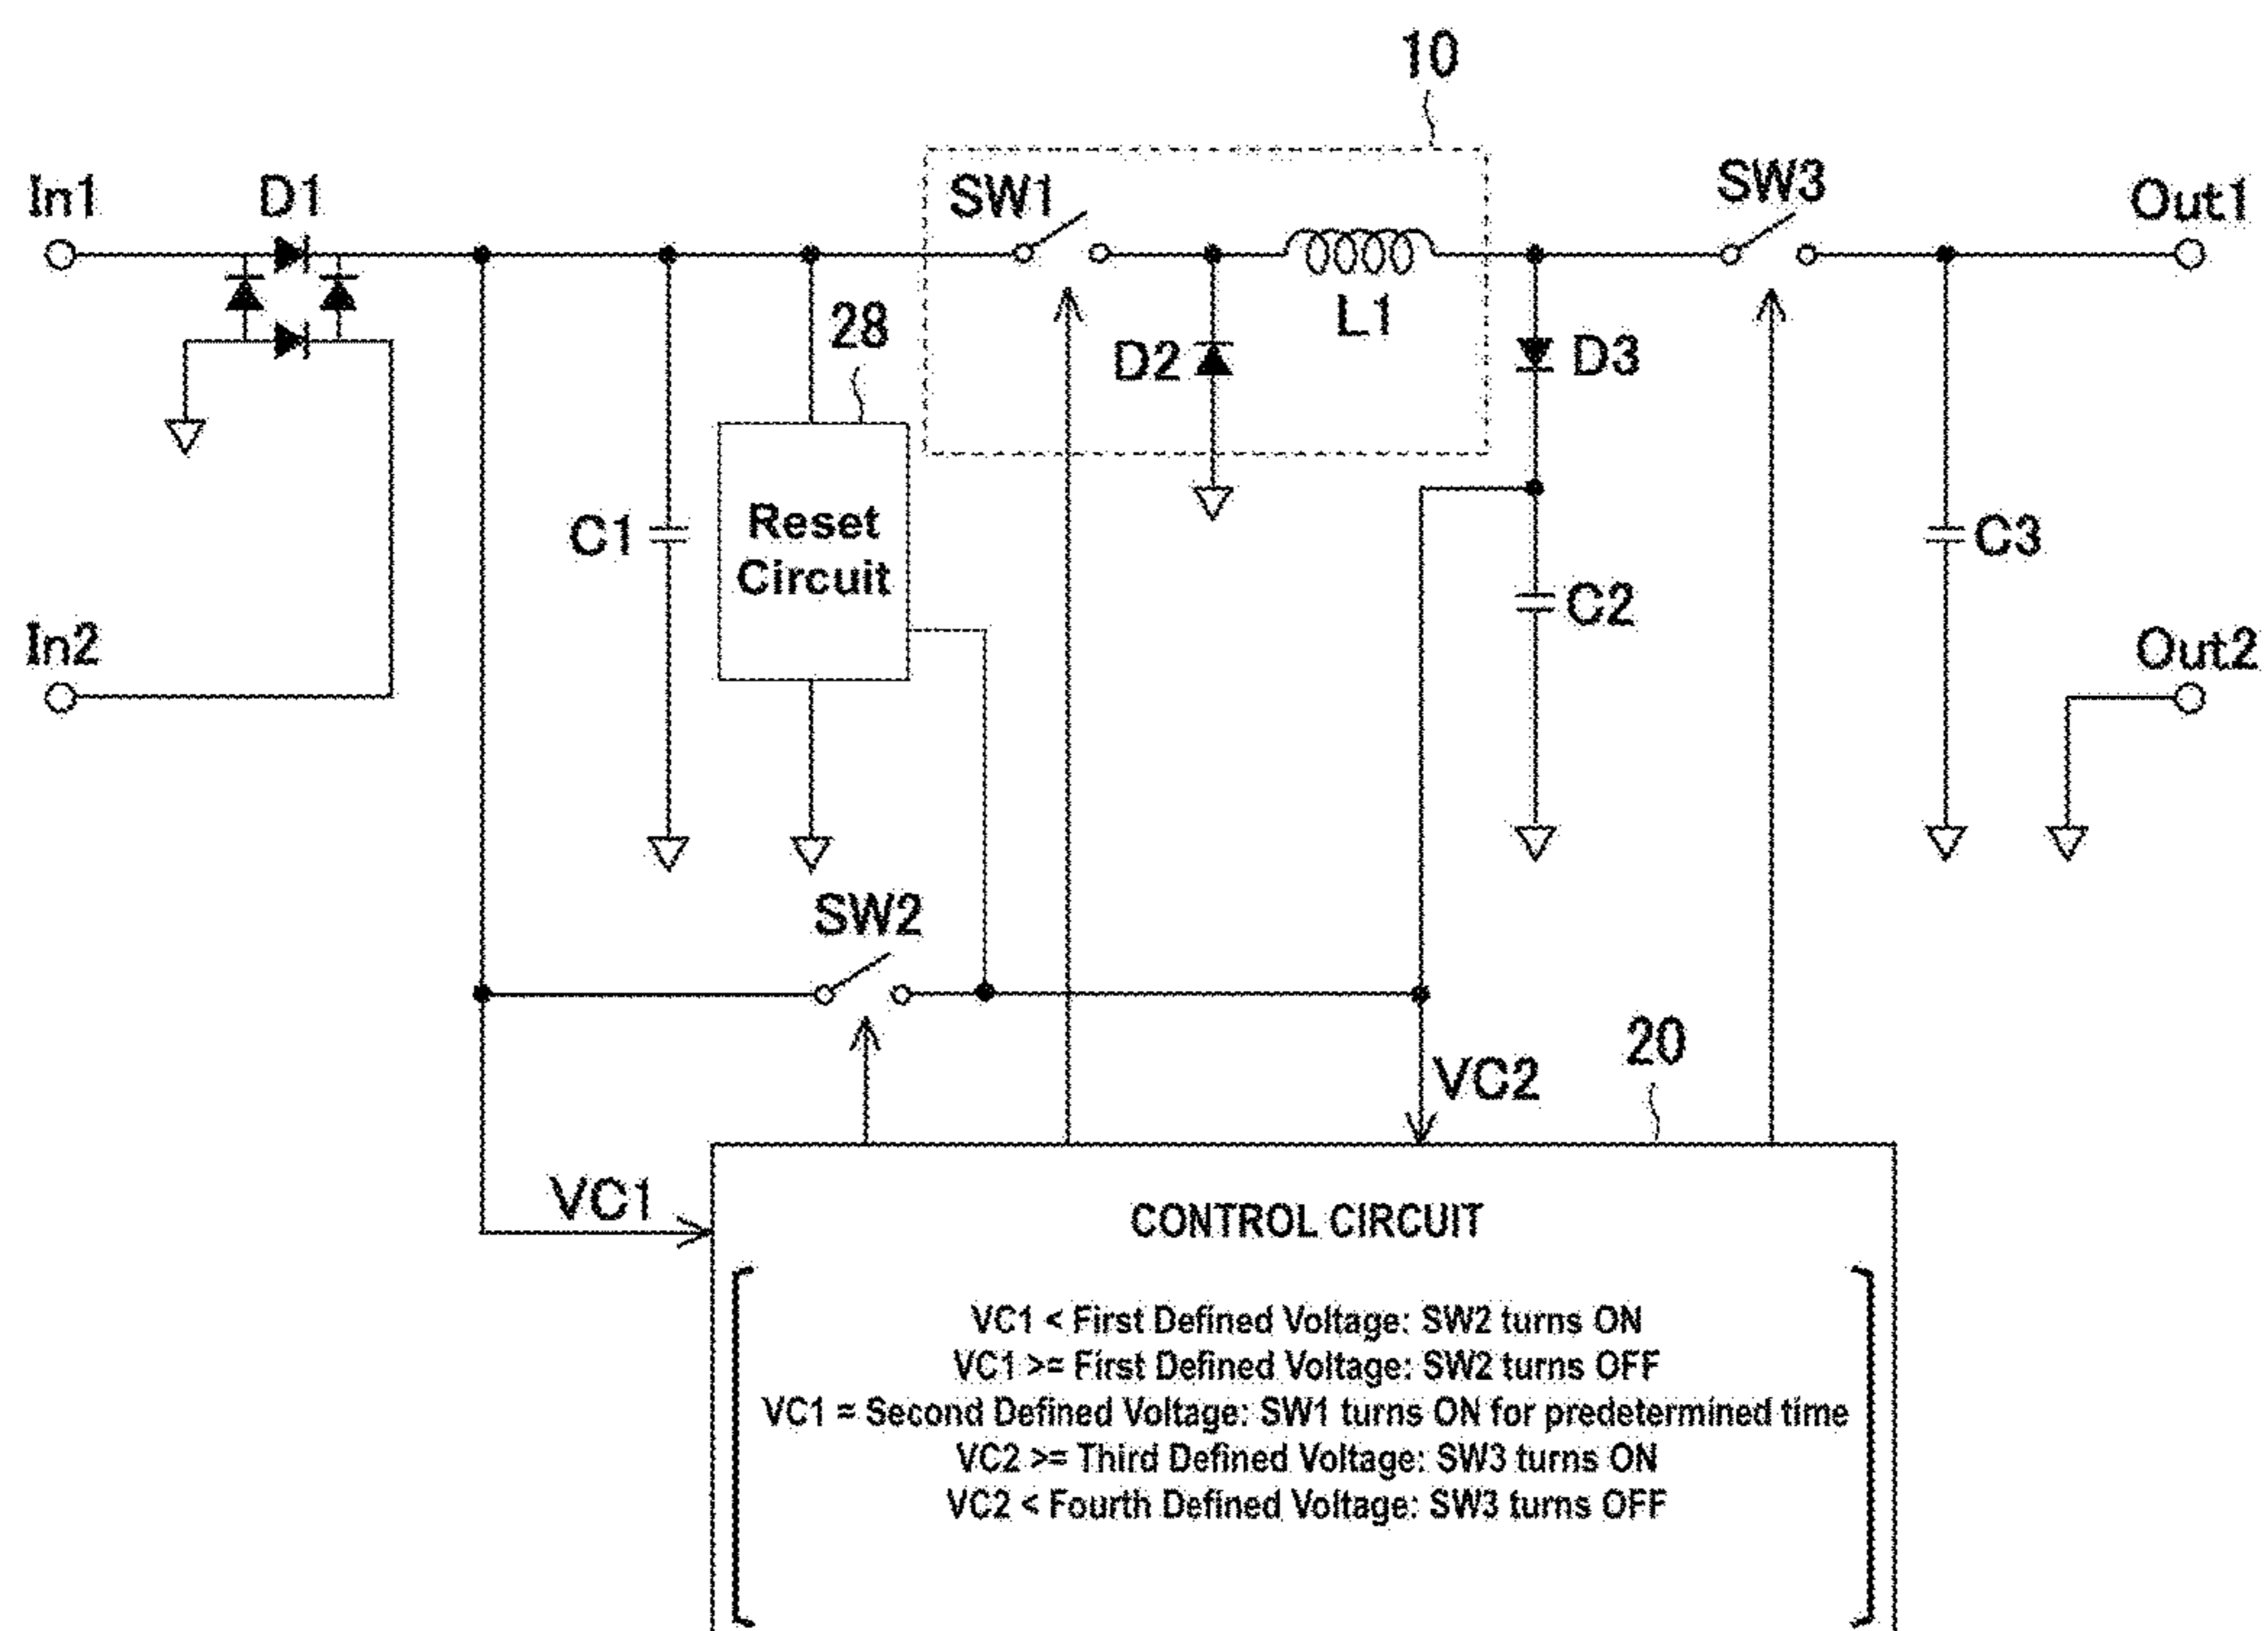 10
In1
D1
SW1
SW3
Out1
28
D2
L1
D3
Reset
Circuit
C1
C2
C3
In2
Out2
SW2
20
VC2
VC1
CONTROL CIRCUIT
VC1 < First Defined Voltage: SW2 turns ON
VC1 >= First Defined Voltage: SW2 turns OFF
VC1 = Second Defined Voltage: SW1 turns ON for predetermined time
VC2 >= Third Defined Voltage: SW3 turns ON
VC2 < Fourth Defined Voltage: SW3 turns OFF